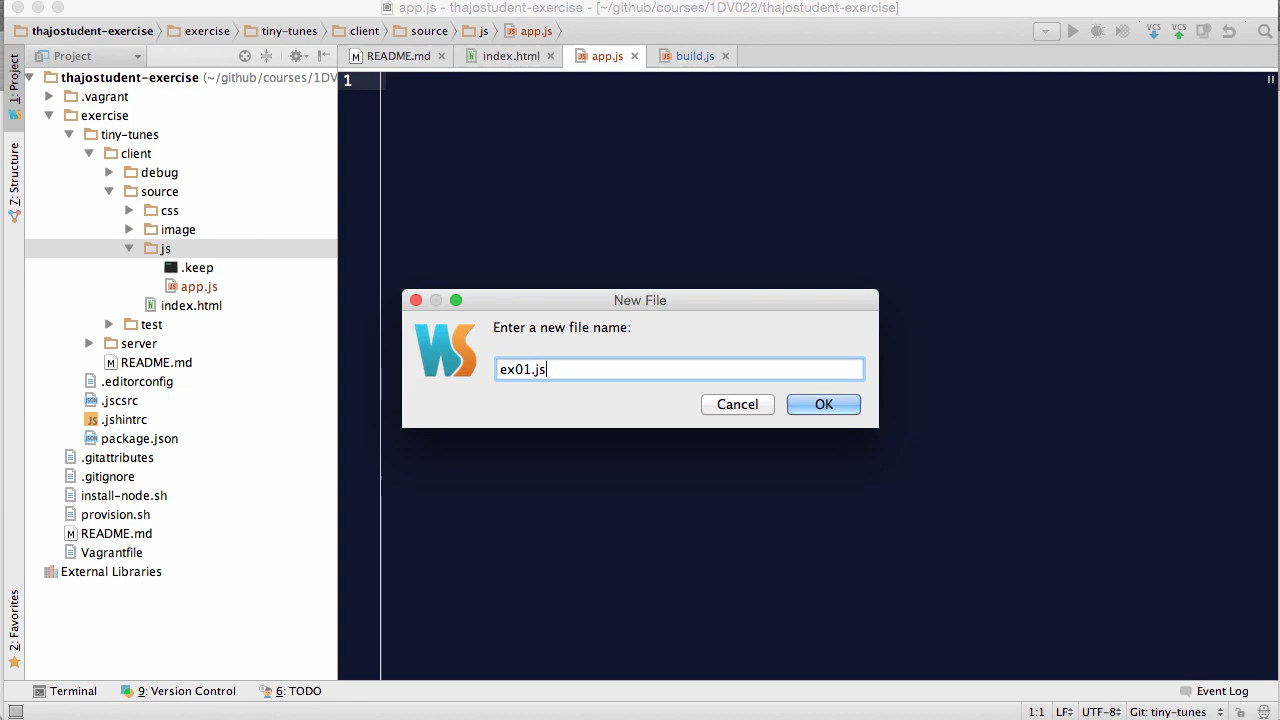 app.js - thajostudent-exercise - [~/github/courses/1DV022/thajostudent-exercise]
thajostudent-exercise exercise tiny-tunes client source js app.js
VCS VCS
Project
README.md index.html app.js build.js
1: Project
Z: Structure
2: Favorites
thajostudent-exercise (~/github/courses/1DV
.vagrant
exercise
tiny-tunes
client
debug
source
css
image
js
.keep
app.js
index.html
test
server
README.md
.editorconfig
.jscsrc
.jshintrc
package.json
.gitattributes
.gitignore
install-node.sh
provision.sh
README.md
Vagrantfile
External Libraries
1
New File
WS
Enter a new file name:
ex01.js
Cancel OK
Terminal 9: Version Control 6: TODO Event Log
1:1 LF UTF-8 Git: tiny-tunes